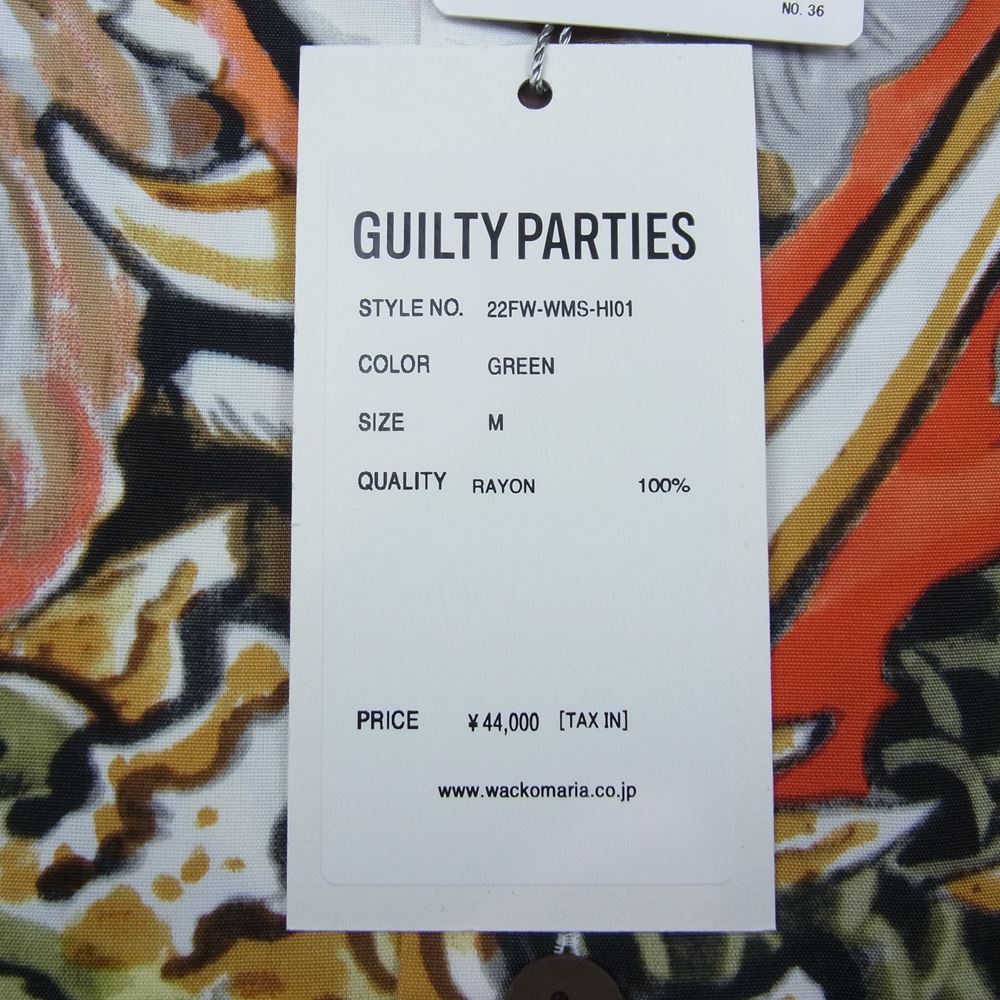 NO. 36
GUILTY PARTIES
STYLE NO. 22FW-WMS-HI01
COLOR GREEN
SIZE M
QUALITY RAYON 100%
PRICE ¥44,000 [TAX IN]
www.wackomaria.co.jp